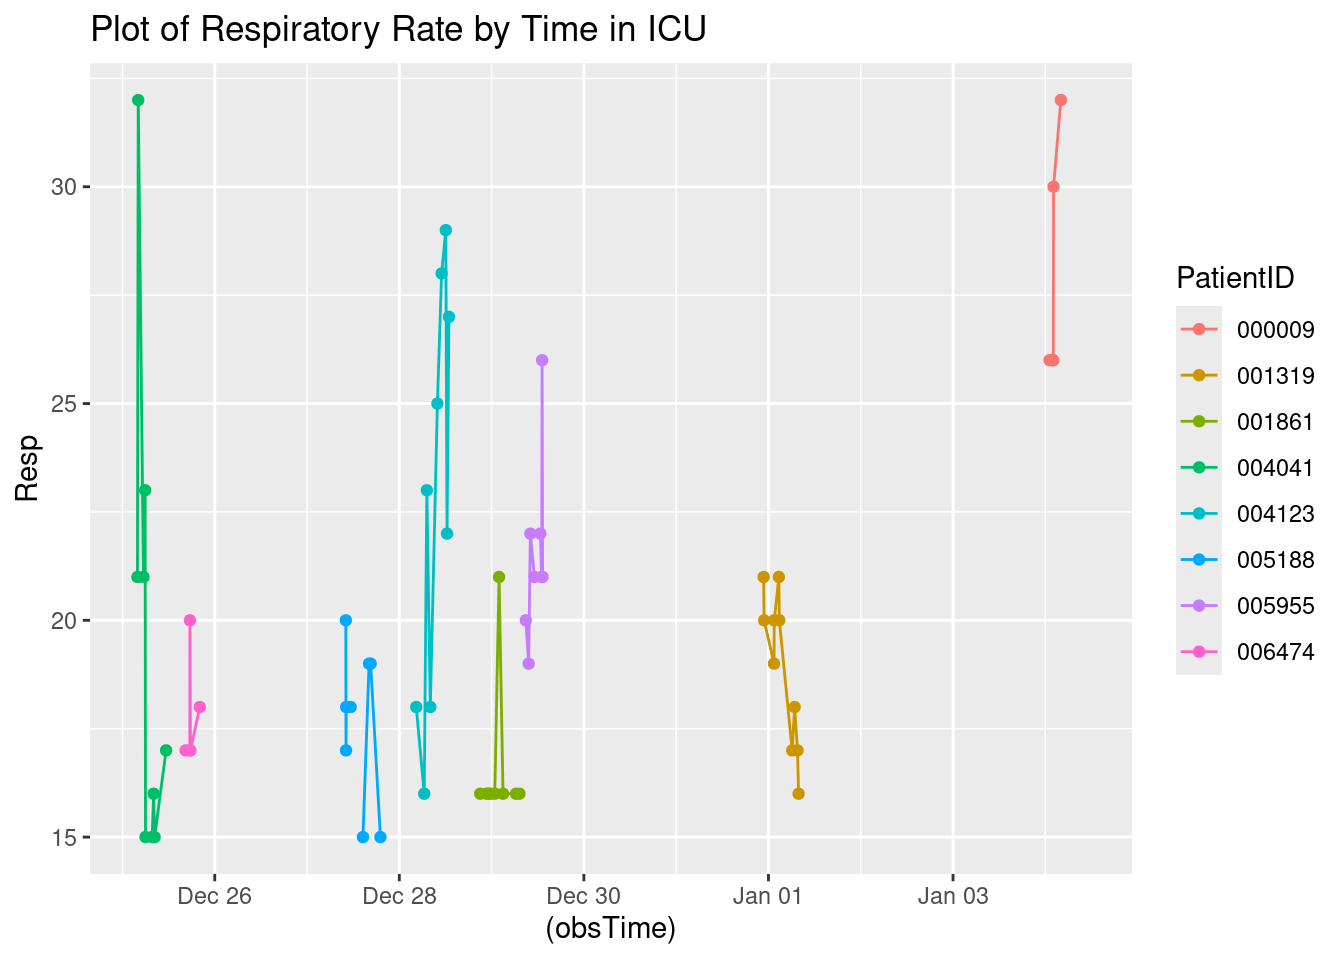 Plot of Respiratory Rate by Time in ICU
30
25
20
15
Resp
Dec 26
Dec 28
Dec 30
Jan 01
Jan 03
(obsTime)
PatientID
000009
001319
001861
004041
004123
005188
005955
006474